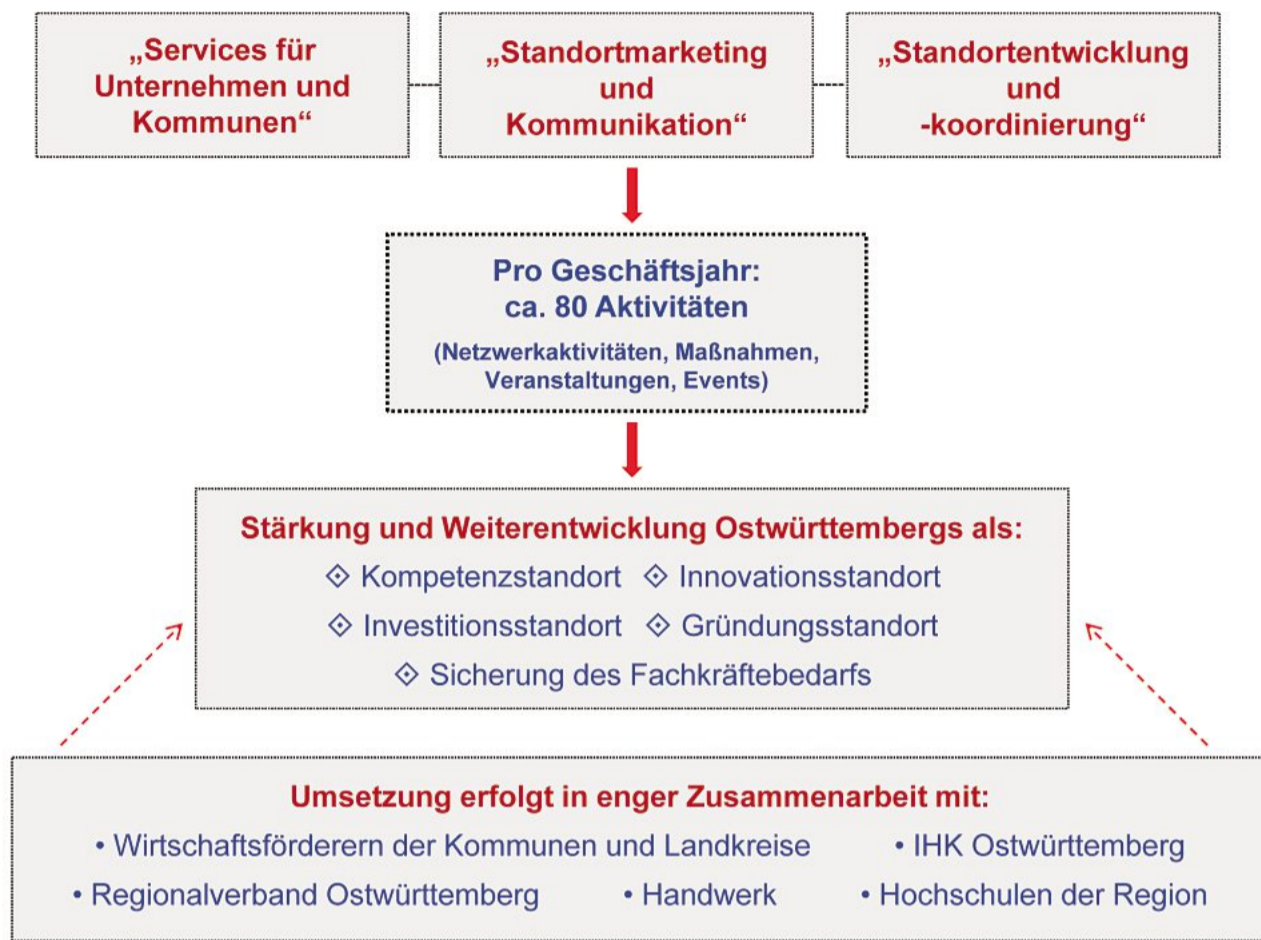 „Services für
Unternehmen und
Kommunen“
„Standortmarketing
und
Kommunikation“
„Standortentwicklung
und
-koordinierung“
Pro Geschäftsjahr:
ca. 80 Aktivitäten
(Netzwerkaktivitäten, Maßnahmen,
Veranstaltungen, Events)
Stärkung und Weiterentwicklung Ostwürttembergs als:
Kompetenzstandort Innovationsstandort
Investitionsstandort Gründungsstandort
Sicherung des Fachkräftebedarfs
Umsetzung erfolgt in enger Zusammenarbeit mit:
• Wirtschaftsförderern der Kommunen und Landkreise • IHK Ostwürttemberg
• Regionalverband Ostwürttemberg • Handwerk • Hochschulen der Region